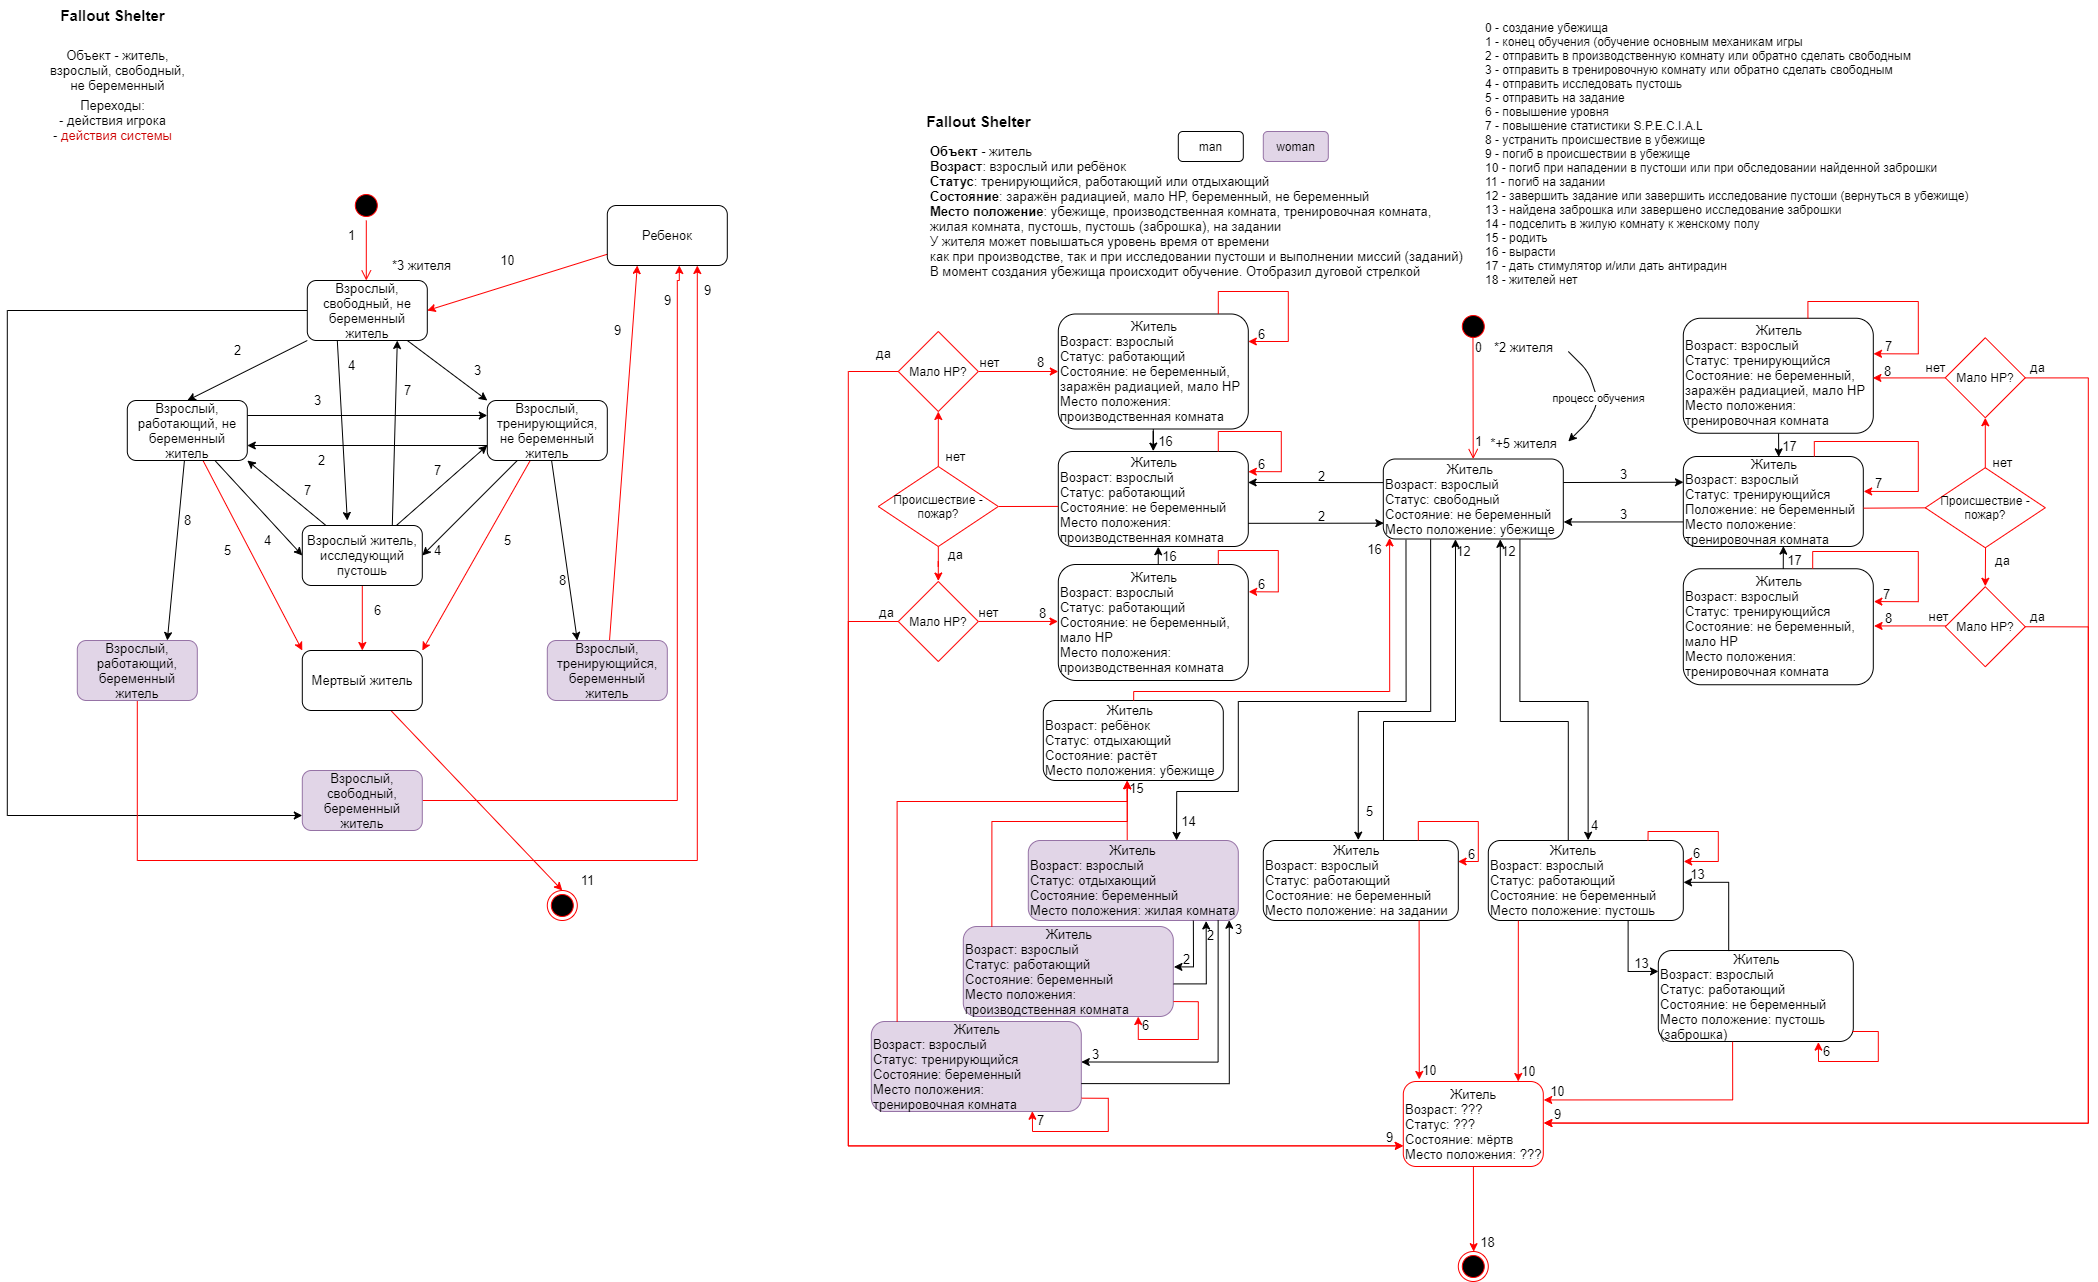 Fallout Shelter
Объект - житель,
взрослый, свободный,
не беременный
Переходы:
- действия игрока
- действия системы
1
*3 жителя
10
Ребенок
9
9
9
Взрослый,
свободный, не
беременный
житель
2
4
7
3
Взрослый,
работающий, не
беременный
житель
3
2
Взрослый,
тренирующийся,
не беременный
житель
7
7
8
5
4
4
5
8
Взрослый житель,
исследующий
пустошь
6
Взрослый,
работающий,
беременный
житель
Мертвый житель
Взрослый,
тренирующийся,
беременный
житель
Взрослый,
свободный,
беременный
житель
11
Fallout Shelter
man
woman
Объект - житель
Возраст: взрослый или ребёнок
Статус: тренирующийся, работающий или отдыхающий
Состояние: заражён радиацией, мало HP, беременный, не беременный
Место положение: убежище, производственная комната, тренировочная комната,
жилая комната, пустошь, пустошь (заброшка), на задании
У жителя может повышаться уровень время от времени
как при производстве, так и при исследовании пустоши и выполнении миссий (заданий)
В момент создания убежища происходит обучение. Отобразил дуговой стрелкой
0 - создание убежища
1 - конец обучения (обучение основным механикам игры
2 - отправить в производственную комнату или обратно сделать свободным
3 - отправить в тренировочную комнату или обратно сделать свободным
4 - отправить исследовать пустошь
5 - отправить на задание
6 - повышение уровня
7 - повышение статистики S.P.E.C.I.A.L
8 - устранить происшествие в убежище
9 - погиб в происшествии в убежище
10 - погиб при нападении в пустоши или при обследовании найденной заброшки
11 - погиб на задании
12 - завершить задание или завершить исследование пустоши (вернуться в убежище)
13 - найдена заброшка или завершено исследование заброшки
14 - подселить в жилую комнату к женскому полу
15 - родить
16 - вырасти
17 - дать стимулятор и/или дать антирадин
18 - жителей нет
да
Мало HP?
нет
8
Житель
Возраст: взрослый
Статус: работающий
Состояние: не беременный,
заражён радиацией, мало HP
Место положения:
производственная комната
6
16
нет
Происшествие -
пожар?
да
Житель
Возраст: взрослый
Статус: работающий
Состояние: не беременный
Место положения:
производственная комната
6
16
да
Мало HP?
нет
8
Житель
Возраст: взрослый
Статус: работающий
Состояние: не беременный,
мало HP
Место положения:
производственная комната
6
0
*2 жителя
процесс обучения
1
*+5 жителя
2
2
Житель
Возраст: взрослый
Статус: свободный
Состояние: не беременный
Место положение: убежище
3
3
16
12
12
Житель
Возраст: взрослый
Статус: тренирующийся
Состояние: не беременный,
заражён радиацией, мало HP
Место положения:
тренировочная комната
7
8
нет
Мало HP?
да
17
нет
Житель
Возраст: взрослый
Статус: тренирующийся
Положение: не беременный
Место положение:
тренировочная комната
7
Происшествие -
пожар?
да
17
Житель
Возраст: взрослый
Статус: тренирующийся
Состояние: не беременный,
мало HP
Место положения:
тренировочная комната
7
8
нет
Мало HP?
да
Житель
Возраст: ребёнок
Статус: отдыхающий
Состояние: растёт
Место положения: убежище
15
14
5
4
Житель
Возраст: взрослый
Статус: отдыхающий
Состояние: беременный
Место положения: жилая комната
2
2
3
Житель
Возраст: взрослый
Статус: работающий
Состояние: беременный
Место положения:
производственная комната
6
Житель
Возраст: взрослый
Статус: тренирующийся
Состояние: беременный
Место положения:
тренировочная комната
3
7
Житель
Возраст: взрослый
Статус: работающий
Состояние: не беременный
Место положение: на задании
6
Житель
Возраст: взрослый
Статус: работающий
Состояние: не беременный
Место положение: пустошь
6
13
13
Житель
Возраст: взрослый
Статус: работающий
Состояние: не беременный
Место положение: пустошь
(заброшка)
6
10
10
10
9
9
Житель
Возраст: ???
Статус: ???
Состояние: мёртв
Место положения: ???
18